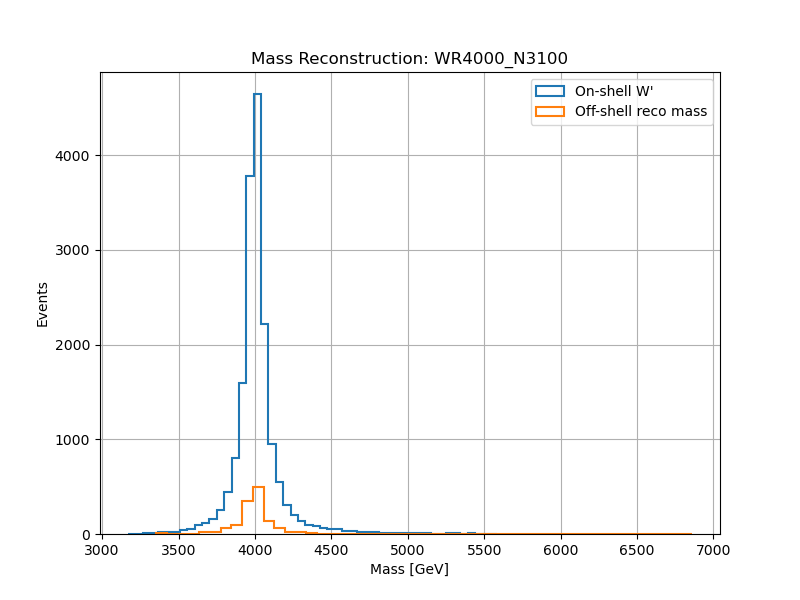 Mass Reconstruction: WR4000_N3100
On-shell W'
Off-shell reco mass
4000
3000
2000
1000
0
Events
3000 3500 4000 4500 5000 5500 6000 6500 7000
Mass [GeV]